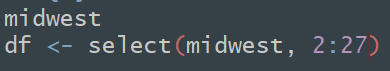 midwest
df <- select(midwest, 2:27)